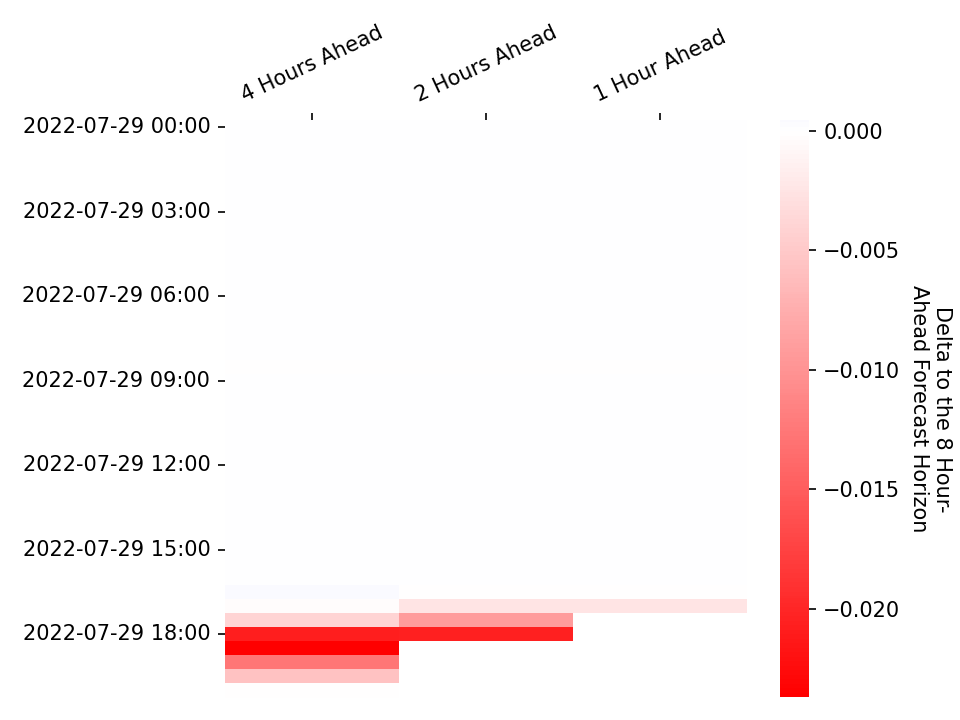 4 Hours Ahead
2 Hours Ahead
1 Hour Ahead
2022-07-29 00:00
2022-07-29 03:00
2022-07-29 06:00
2022-07-29 09:00
2022-07-29 12:00
2022-07-29 15:00
2022-07-29 18:00
0.000
−0.005
−0.010
−0.015
−0.020
Delta to the 8 Hour-
Ahead Forecast Horizon